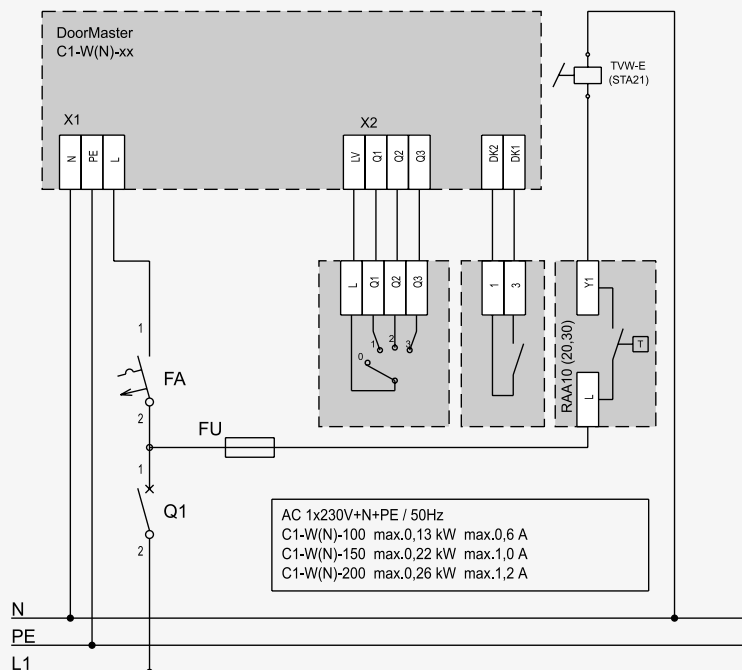 DoorMaster
C1-W(N)-xx
TVW-E
(STA21)
X1
X2
N
PE
L
LV
Q1
Q2
Q3
DK2
DK1
L
Q1
Q2
Q3
1
3
Y1
0
1
2
3
T
RAA10 (20,30)
L
1
FA
2
FU
1
Q1
2
AC 1x230V+N+PE / 50Hz
C1-W(N)-100 max.0,13 kW max.0,6 A
C1-W(N)-150 max.0,22 kW max.1,0 A
C1-W(N)-200 max.0,26 kW max.1,2 A
N
PE
L1